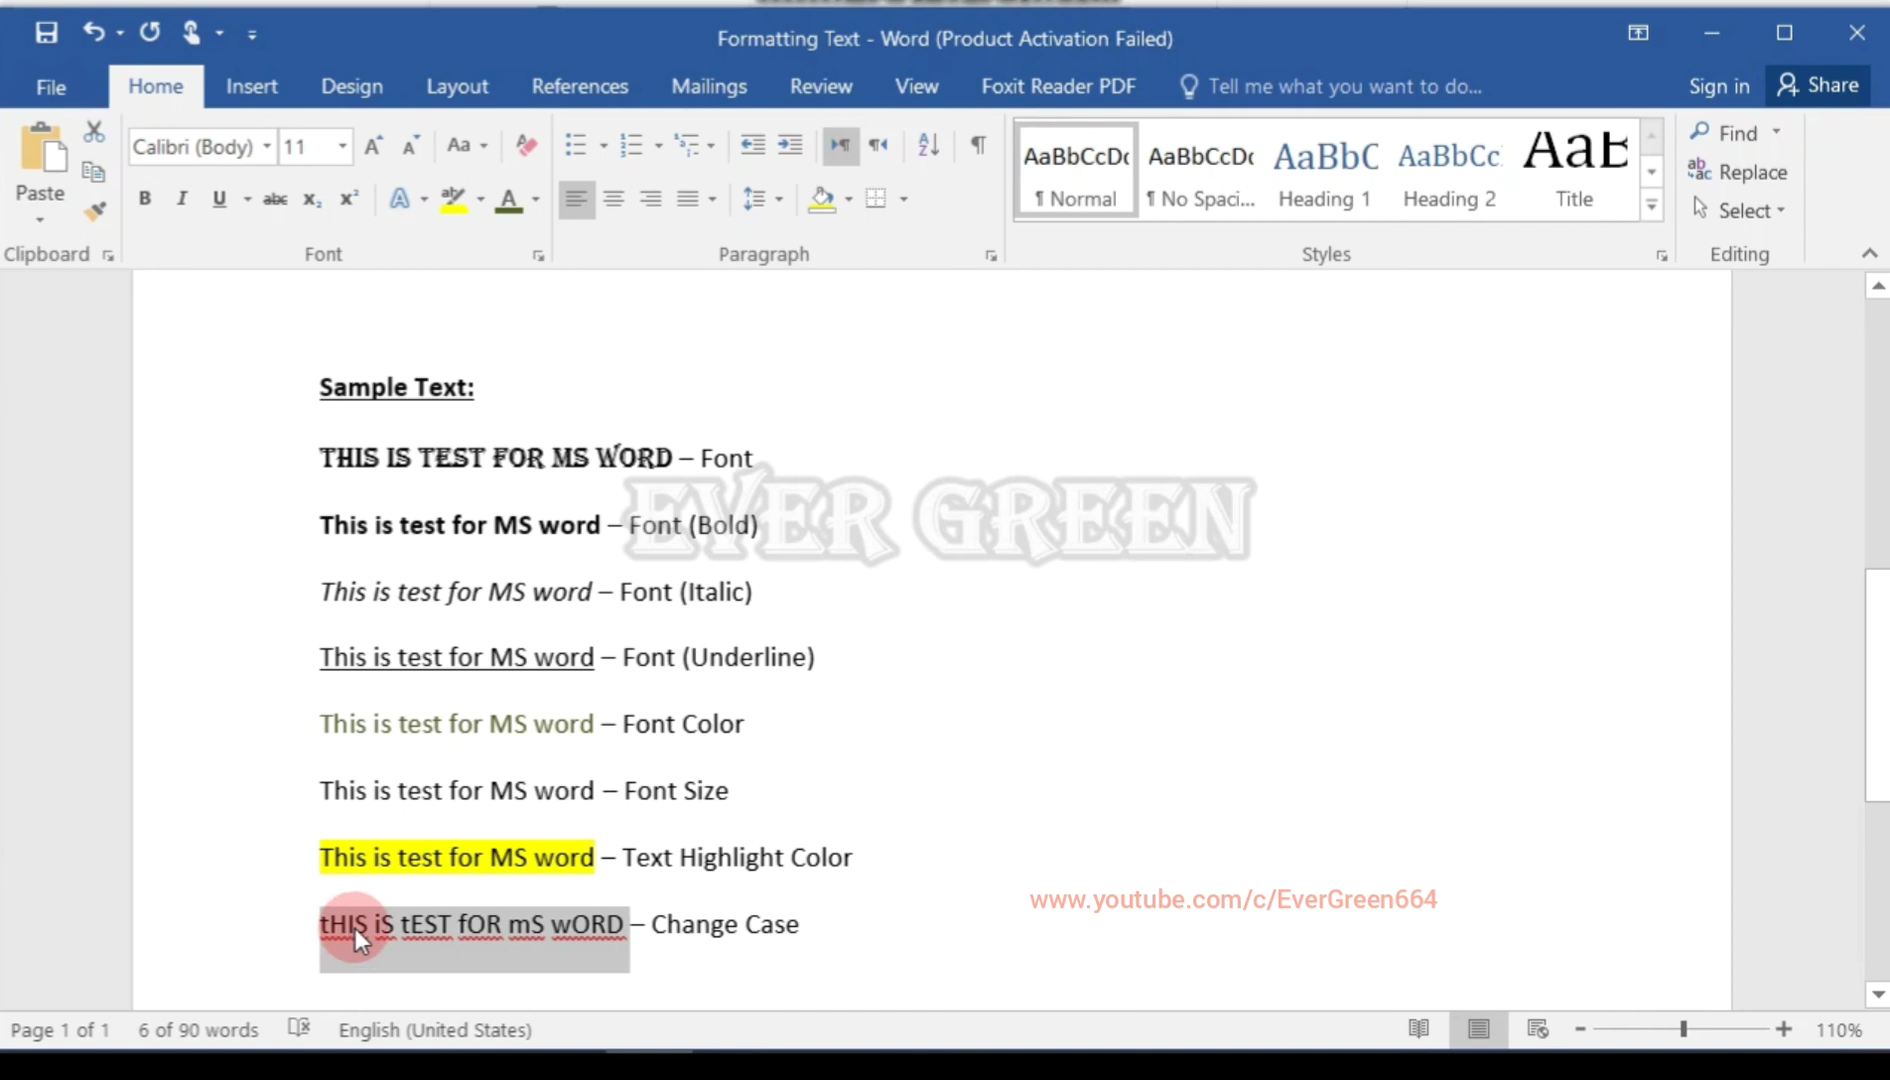 Formatting Text - Word (Product Activation Failed)
File Home Insert Design Layout References Mailings Review View Foxit Reader PDF Tell me what you want to do... Sign in Share
Paste
Clipboard
Calibri (Body) 11 Aa
B I U abc x₂ x² A ab A
Font
Paragraph
AaBbCcDc AaBbCcDc AaBbC AaBbCc AaB
¶ Normal ¶ No Spaci... Heading 1 Heading 2 Title
Styles
Find
Replace
Select
Editing
Sample Text:
THIS IS TEST FOR MS WORD – Font
EVER GREEN
This is test for MS word – Font (Bold)
This is test for MS word – Font (Italic)
This is test for MS word – Font (Underline)
This is test for MS word – Font Color
This is test for MS word – Font Size
This is test for MS word – Text Highlight Color
www.youtube.com/c/EverGreen664
tHIS iS tEST fOR mS wORD – Change Case
Page 1 of 1 6 of 90 words English (United States) 110%